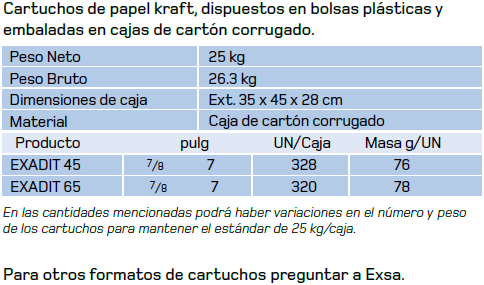 Cartuchos de papel kraft, dispuestos en bolsas plásticas y
embaladas en cajas de cartón corrugado.
Peso Neto 25 kg
Peso Bruto 26.3 kg
Dimensiones de caja Ext. 35 x 45 x 28 cm
Material Caja de cartón corrugado
Producto pulg UN/Caja Masa g/UN
EXADIT 45 7/8 7 328 76
EXADIT 65 7/8 7 320 78
En las cantidades mencionadas podrá haber variaciones en el número y peso
de los cartuchos para mantener el estándar de 25 kg/caja.
Para otros formatos de cartuchos preguntar a Exsa.